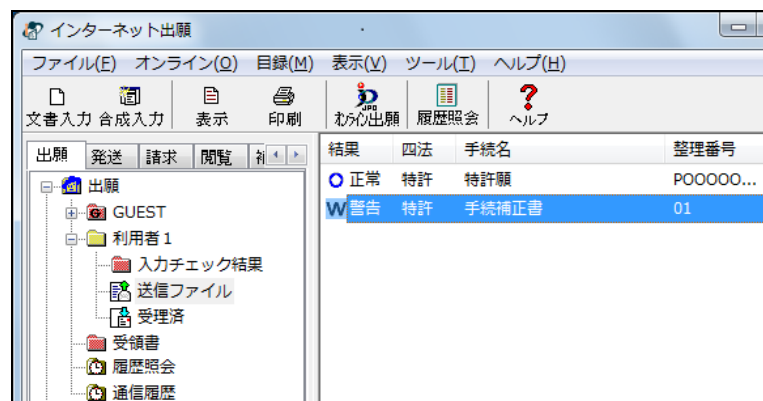 インターネット出願
ファイル(F) オンライン(O) 目録(M) 表示(V) ツール(T) ヘルプ(H)
文書入力 合成入力 表示 印刷 オンライン出願 履歴照会 ヘルプ
出願 発送 請求 閲覧
結果 四法 手続名 整理番号
出願
正常 特許 特許願 POOOOO...
GUEST
W 警告 特許 手続補正書 01
利用者1
入力チェック結果
送信ファイル
受理済
受領書
履歴照会
通信履歴